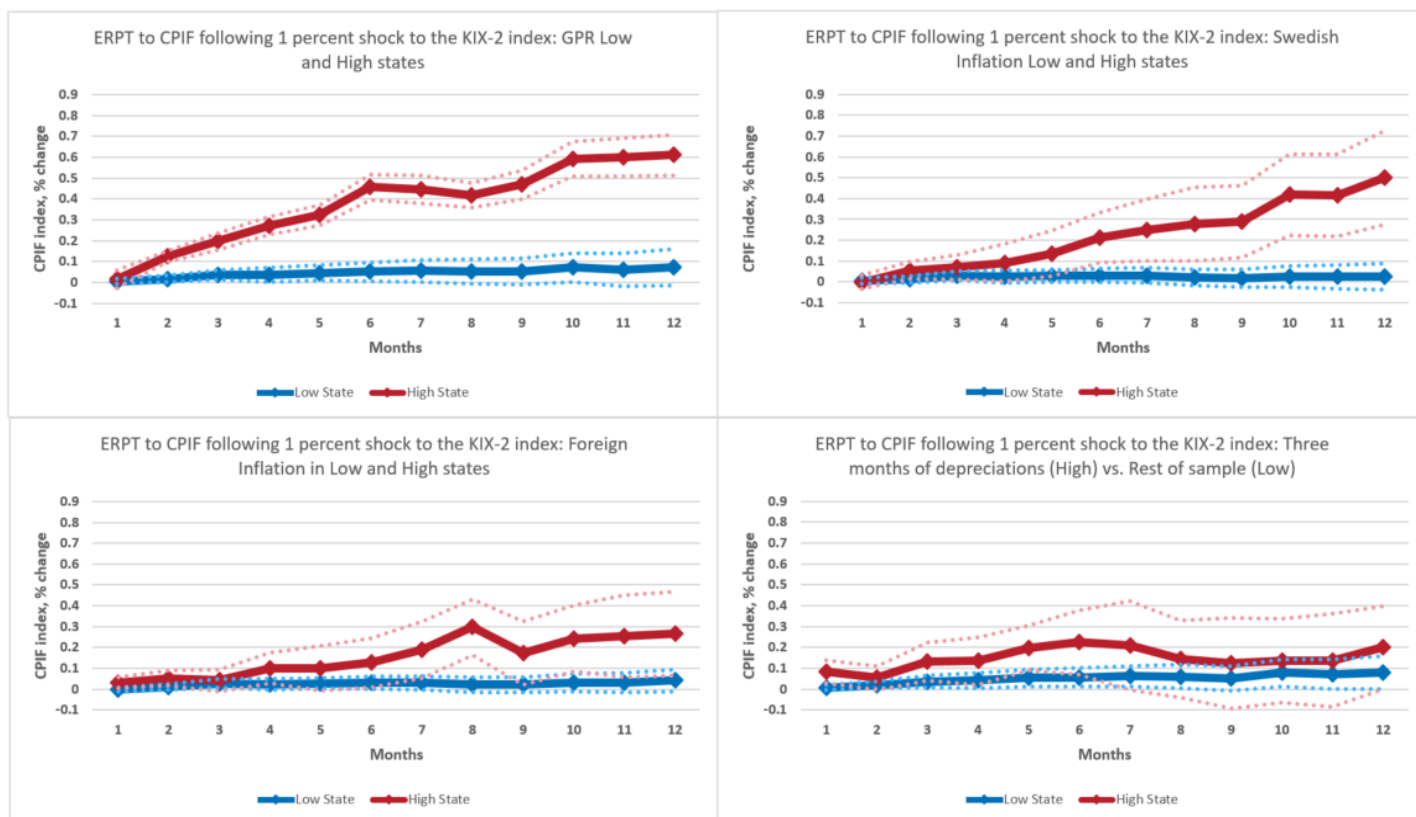 ERPT to CPIF following 1 percent shock to the KIX-2 index: GPR Low
and High states
CPIF index, % change
0.9
0.8
0.7
0.6
0.5
0.4
0.3
0.2
0.1
0
-0.1
1 2 3 4 5 6 7 8 9 10 11 12
Months
Low State High State
ERPT to CPIF following 1 percent shock to the KIX-2 index: Swedish
Inflation Low and High states
CPIF index, % change
0.9
0.8
0.7
0.6
0.5
0.4
0.3
0.2
0.1
0
-0.1
1 2 3 4 5 6 7 8 9 10 11 12
Months
Low State High State
ERPT to CPIF following 1 percent shock to the KIX-2 index: Foreign
Inflation in Low and High states
CPIF index, % change
0.9
0.8
0.7
0.6
0.5
0.4
0.3
0.2
0.1
0
-0.1
1 2 3 4 5 6 7 8 9 10 11 12
Months
Low State High State
ERPT to CPIF following 1 percent shock to the KIX-2 index: Three
months of depreciations (High) vs. Rest of sample (Low)
CPIF index, % change
0.9
0.8
0.7
0.6
0.5
0.4
0.3
0.2
0.1
0
-0.1
1 2 3 4 5 6 7 8 9 10 11 12
Months
Low State High State